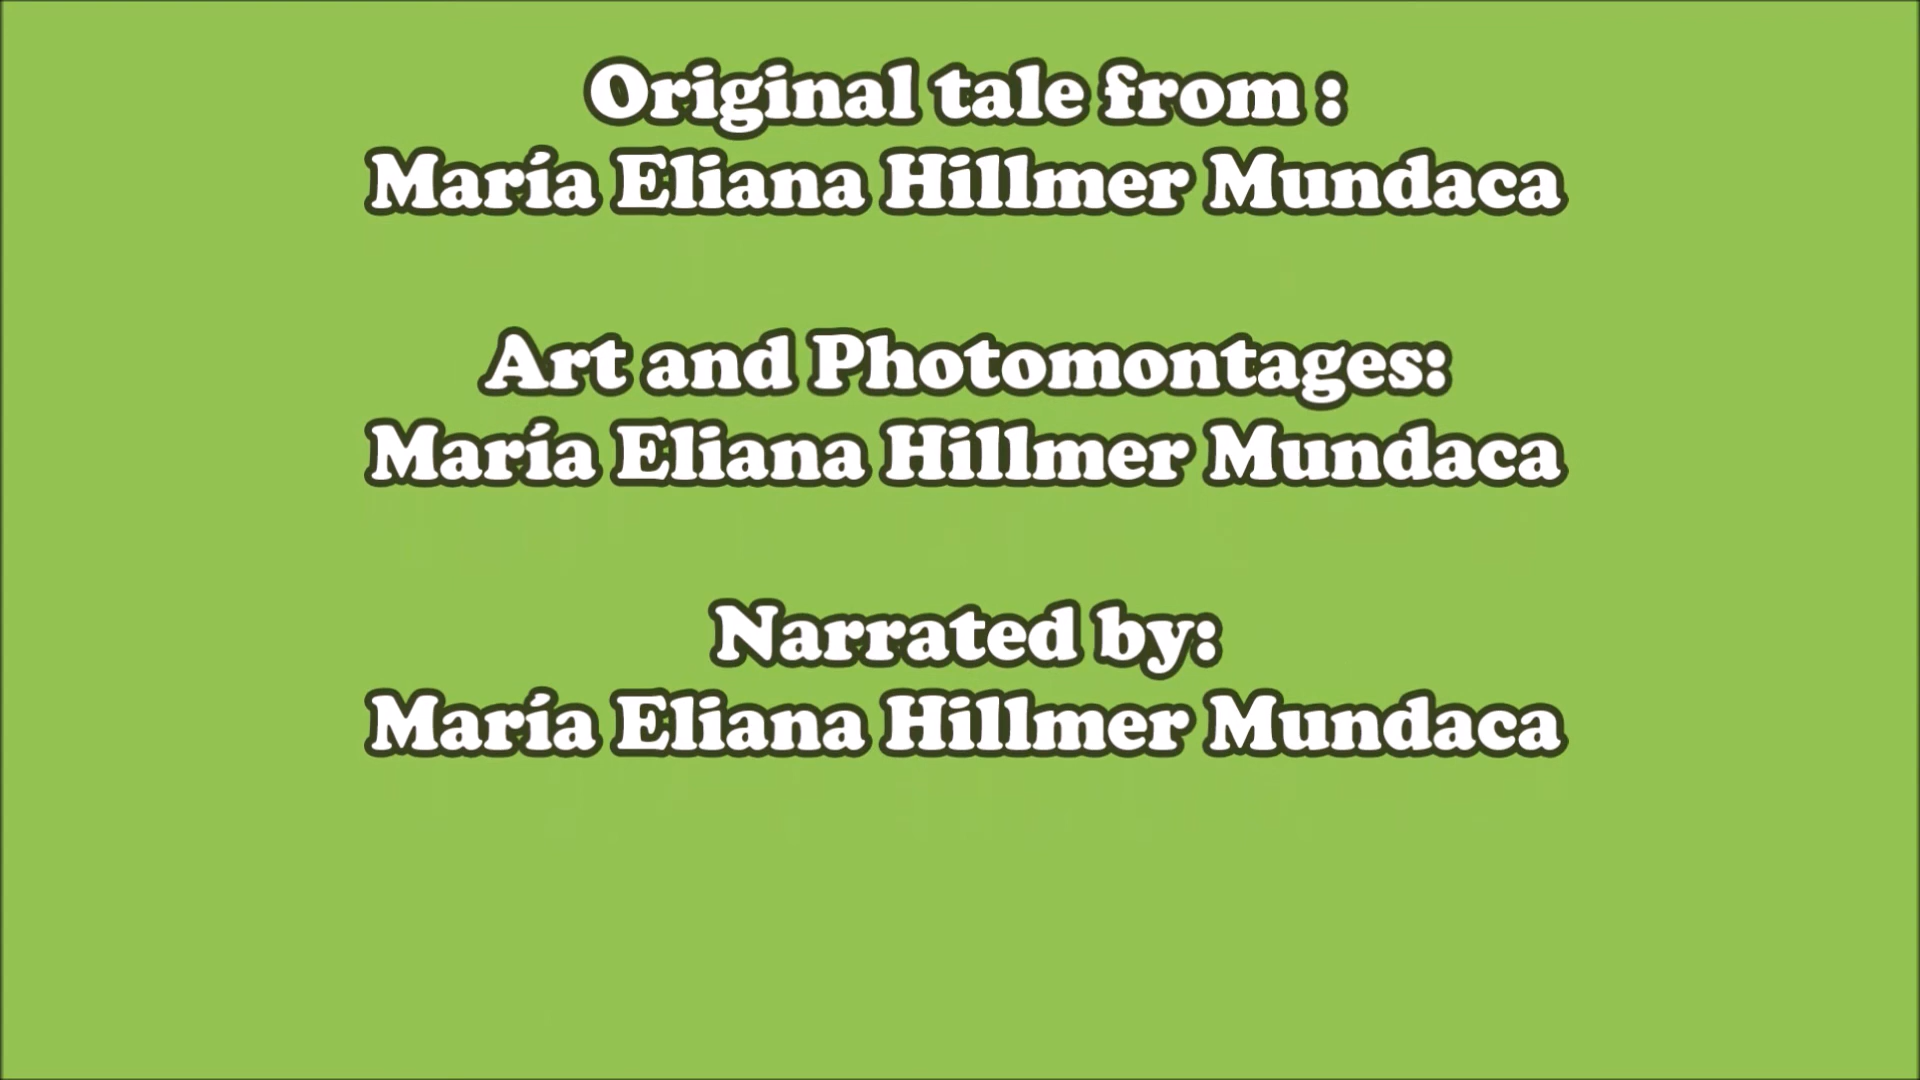 Original tale from :
María Eliana Hillmer Mundaca
Art and Photomontages:
María Eliana Hillmer Mundaca
Narrated by:
María Eliana Hillmer Mundaca